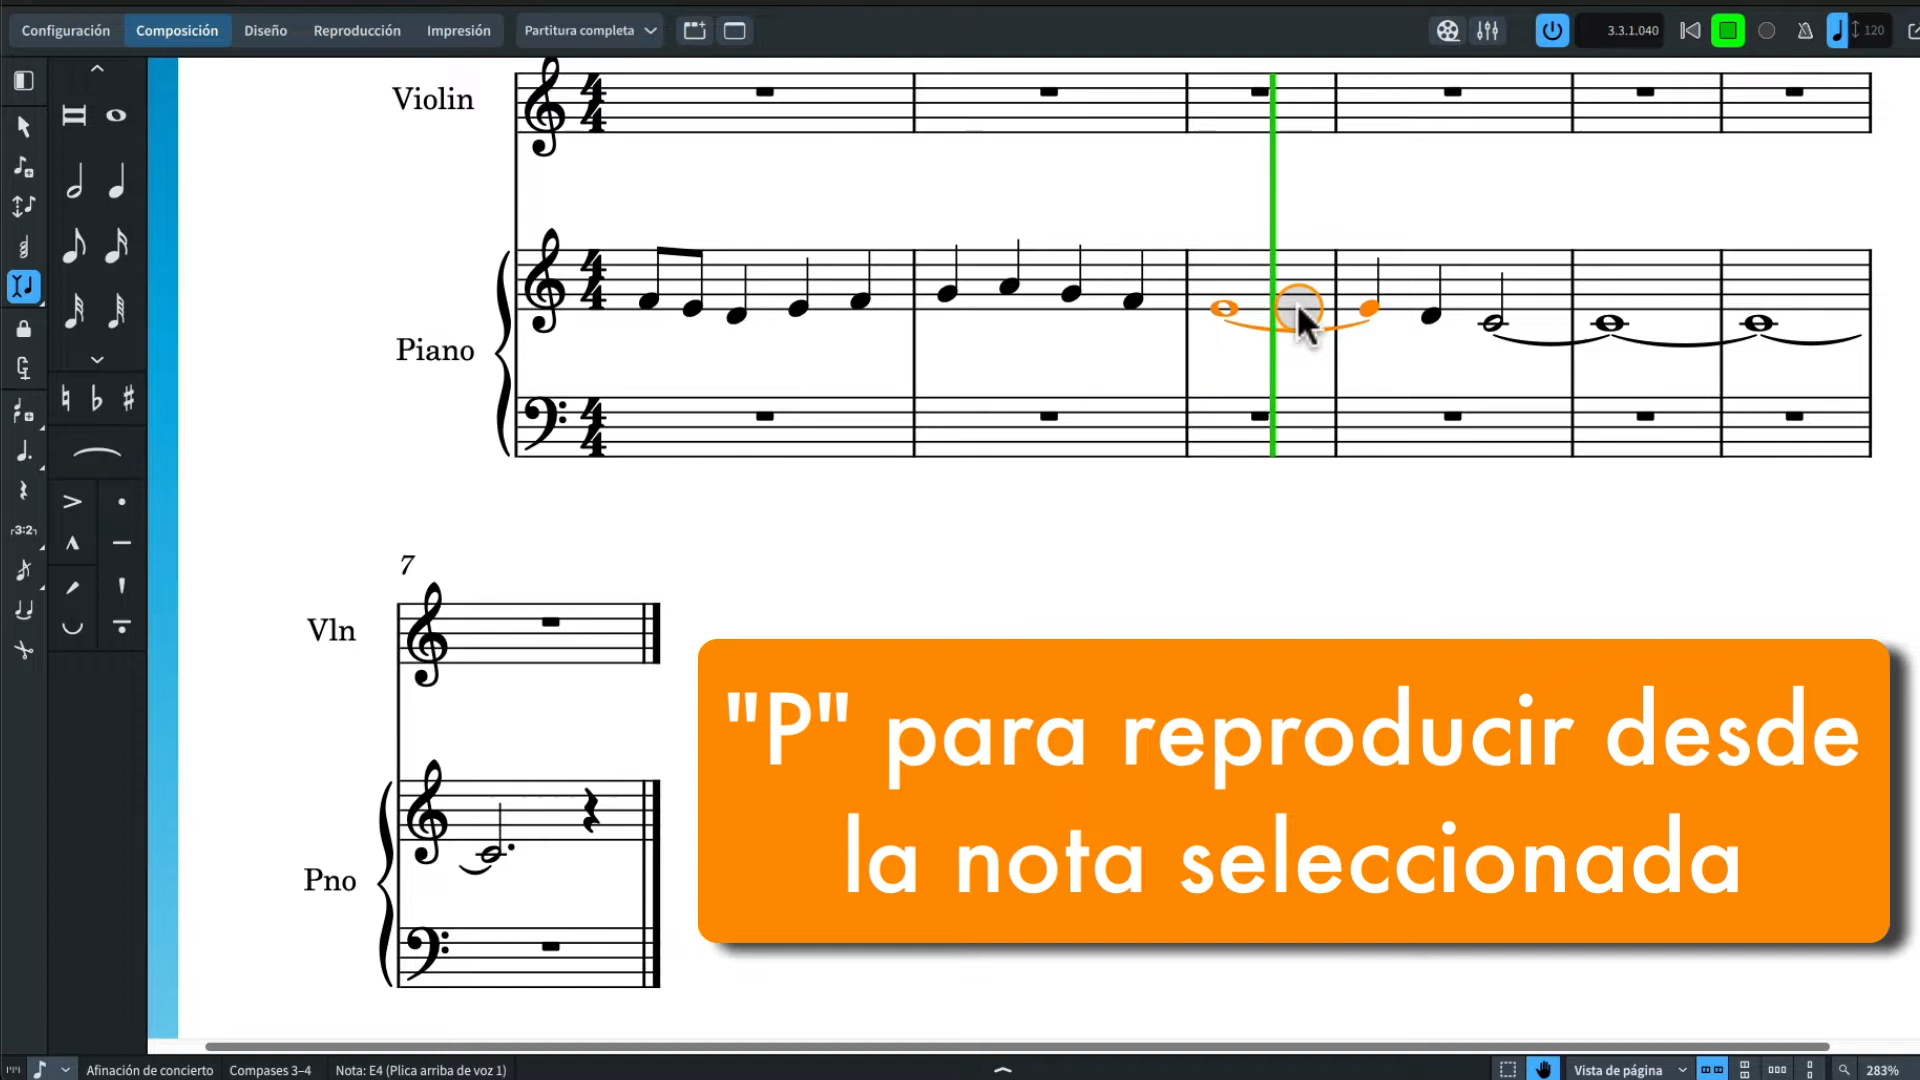 Configuración Composición Diseño Reproducción Impresión Partitura completa 3.3.1.040 120
Violin
Piano
7
Vln
Pno
3:2
"P" para reproducir desde
la nota seleccionada
Afinación de concierto Compases 3–4 Nota: E4 (Plica arriba de voz 1) Vista de página 283%